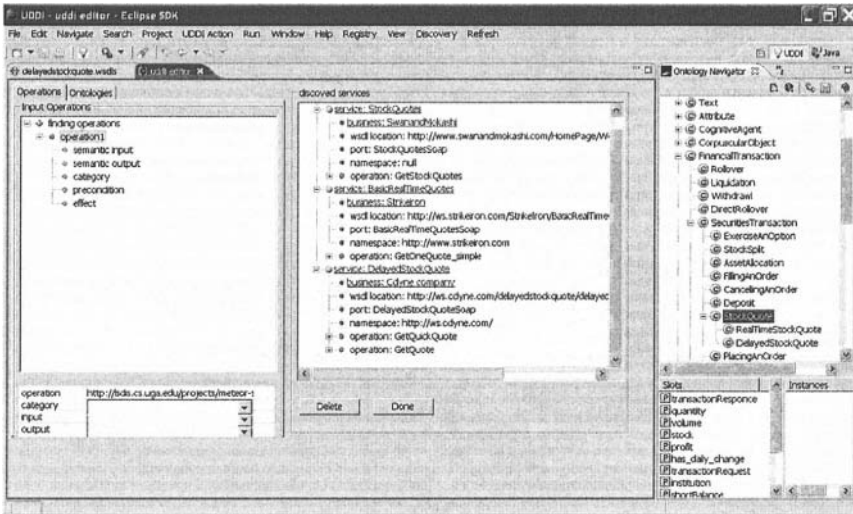 UDDI - uddi editor - Eclipse SDK
File Edit Navigate Search Project UDDI Action Run Window Help Registry View Discovery Refresh
UDDI Java
delayedstockquote.wsdls
uddi editor
Ontology Navigator
Operations Ontologies
Input Operations
finding operations
operation1
semantic input
semantic output
category
precondition
effect
operation http://lsdis.cs.uga.edu/projects/meteor-s
category
input
output
discovered services
service: StockQuotes
business: SwanandMokashi
wsdl location: http://www.swanandmokashi.com/HomePage/W
port: StockQuotesSoap
namespace: null
operation: GetStockQuotes
service: BasicRealTimeQuotes
business: StrikeIron
wsdl location: http://ws.strikeiron.com/StrikeIron/BasicRealTime
port: BasicRealTimeQuotesSoap
namespace: http://www.strikeiron.com
operation: GetOneQuote_simple
service: DelayedStockQuote
business: Cdyne company
wsdl location: http://ws.cdyne.com/delayedstockquote/delayed
port: DelayedStockQuoteSoap
namespace: http://ws.cdyne.com/
operation: GetQuickQuote
operation: GetQuote
Delete Done
Text
Attribute
CognitiveAgent
CorpuscularObject
FinancialTransaction
Rollover
Liquidation
Withdrawl
DirectRollover
SecuritiesTransaction
ExerciseAnOption
StockSplit
AssetAllocation
FillingAnOrder
CancellingAnOrder
Deposit
StockQuote
RealTimeStockQuote
DelayedStockQuote
PlacingAnOrder
Slots Instances
transactionResponce
quantity
volume
stock
profit
has_daily_change
transactionRequest
institution
shortBalance